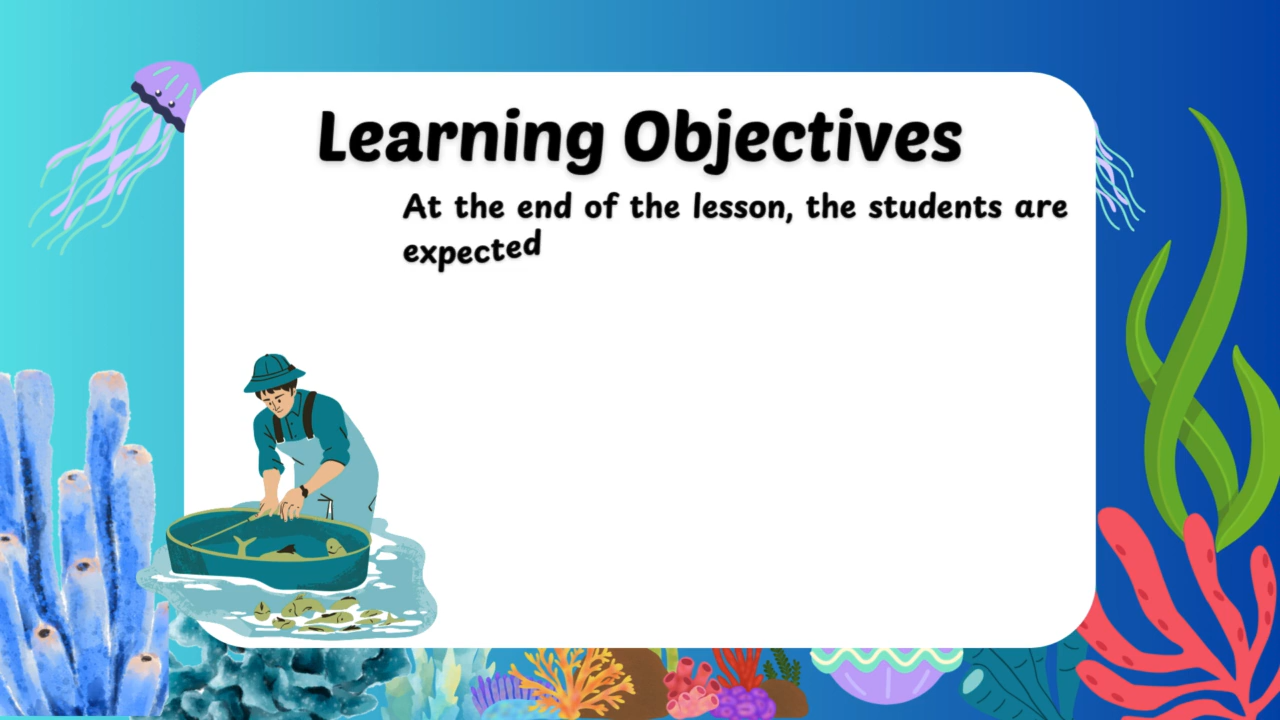 Learning Objectives
At the end of the lesson, the students are
expected